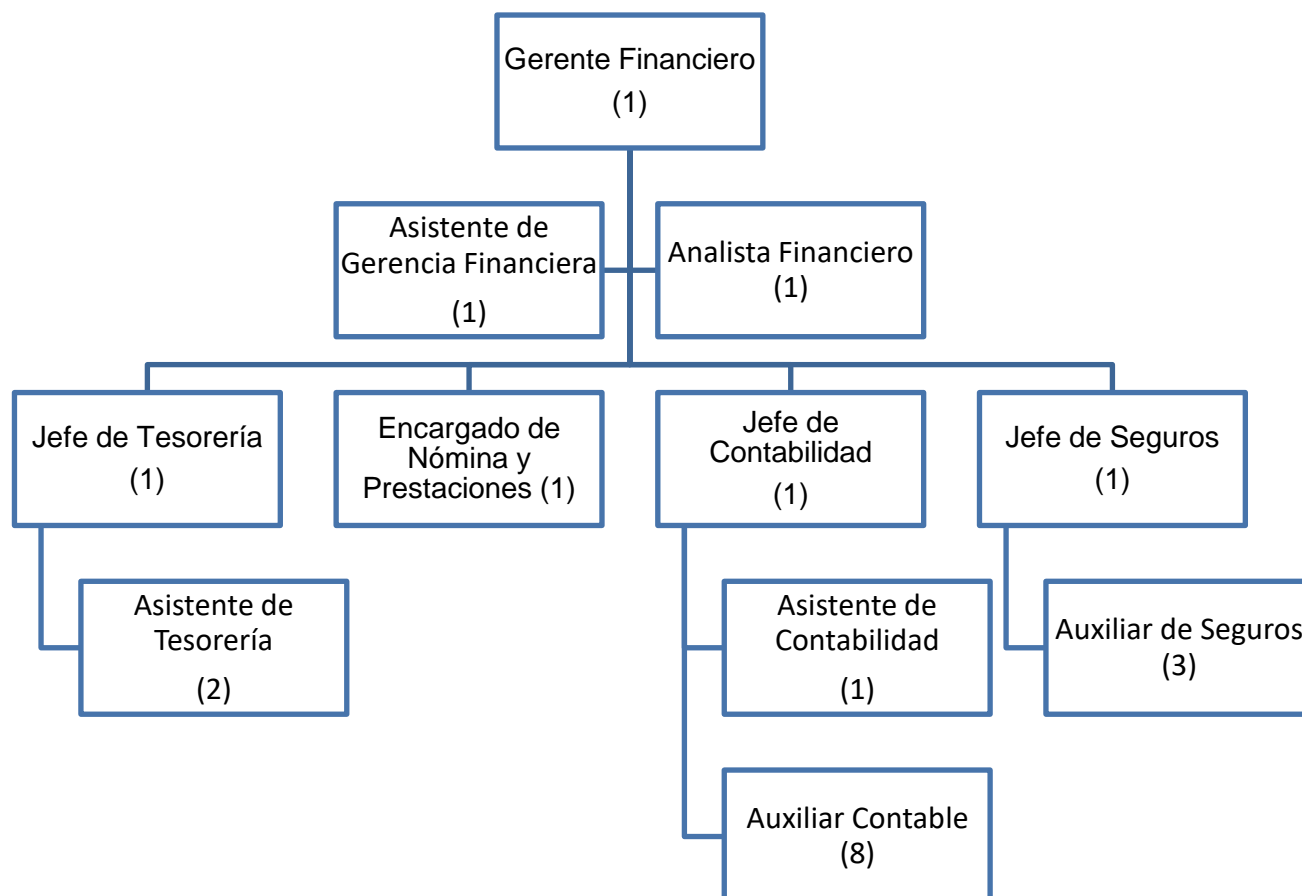 Gerente Financiero
(1)
Asistente de
Gerencia Financiera
(1)
Analista Financiero
(1)
Jefe de Tesorería
(1)
Encargado de
Nómina y
Prestaciones (1)
Jefe de
Contabilidad
(1)
Jefe de Seguros
(1)
Asistente de
Tesorería
(2)
Asistente de
Contabilidad
(1)
Auxiliar de Seguros
(3)
Auxiliar Contable
(8)